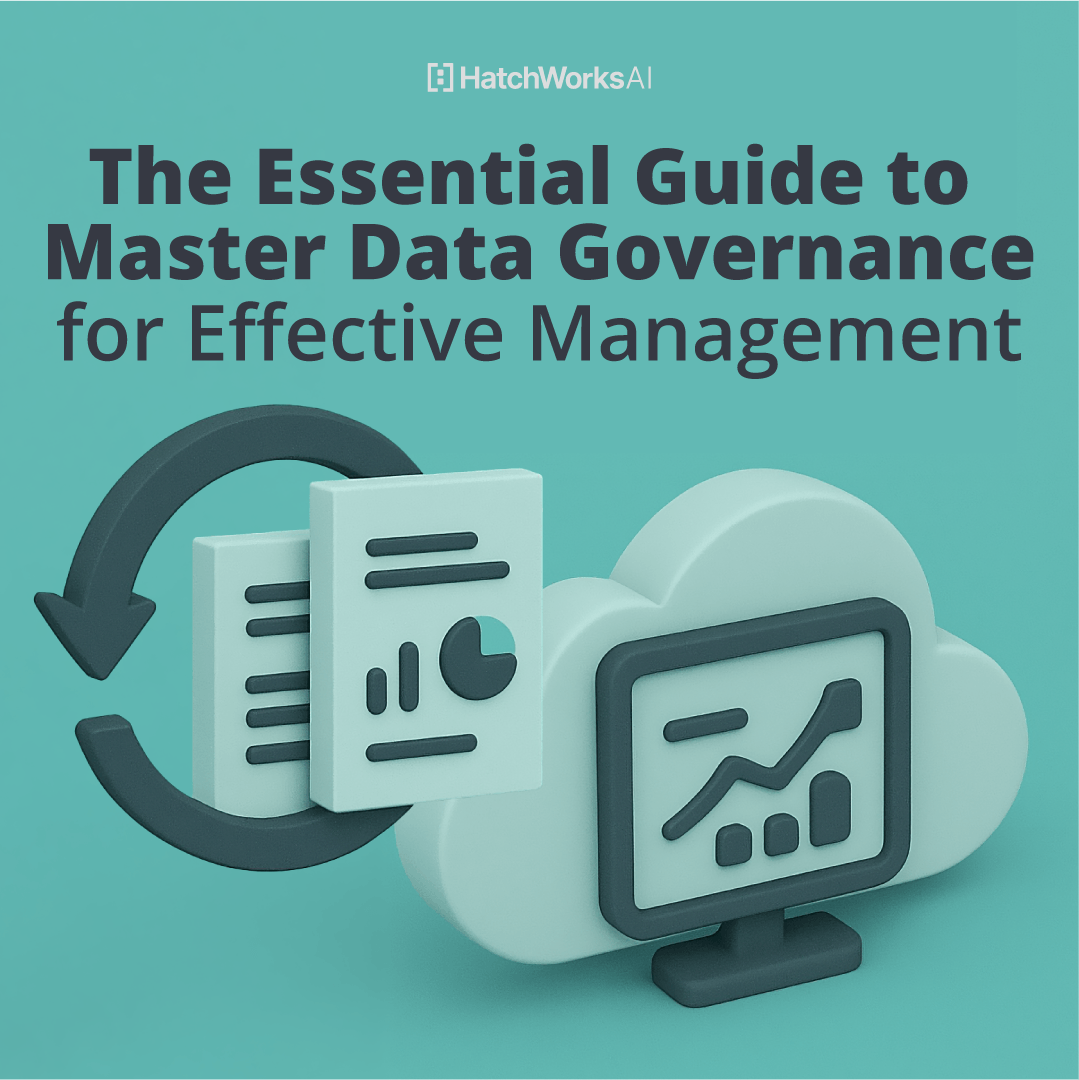 HatchWorksAI
The Essential Guide to
Master Data Governance
for Effective Management